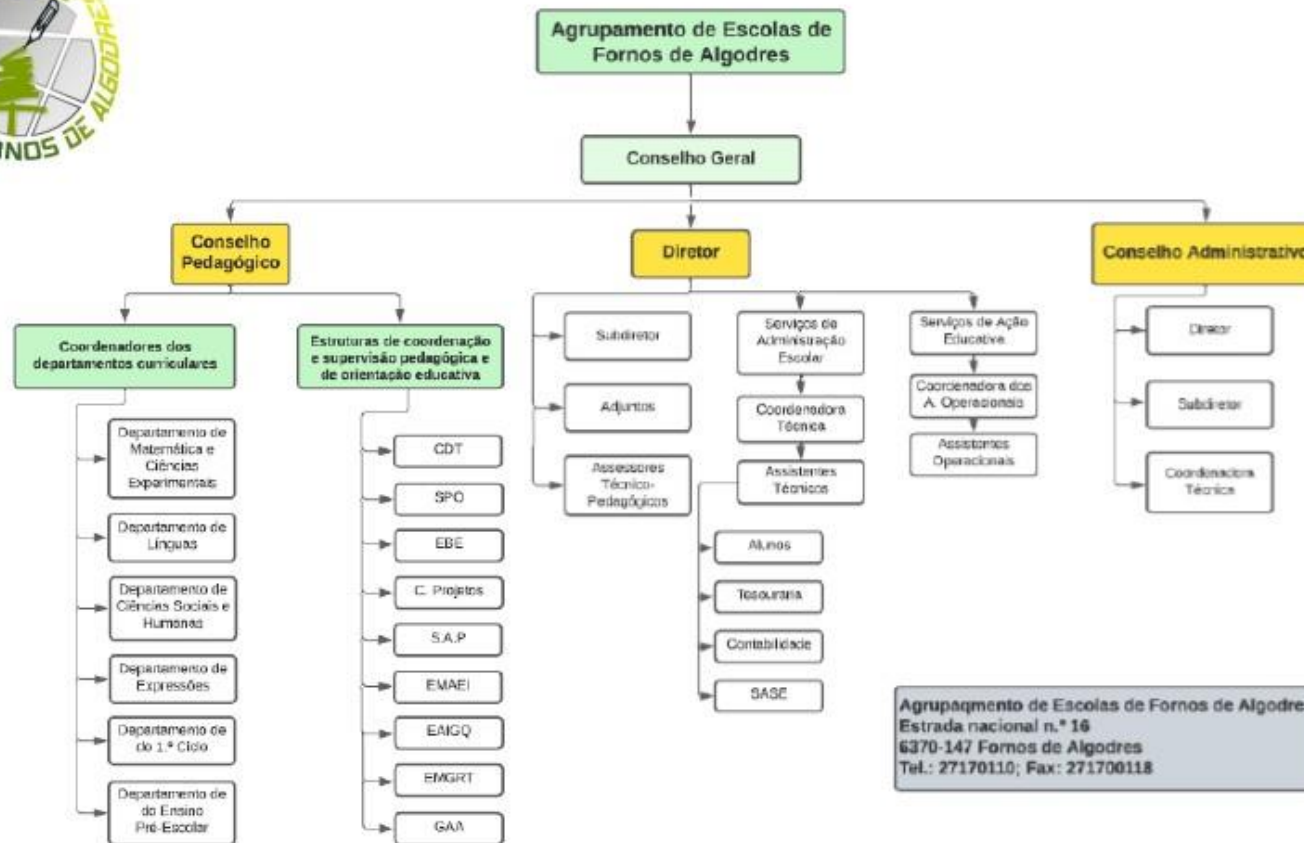 NOS DE ALGODRE
Agrupamento de Escolas de
Fornos de Algodres
Conselho Geral
Conselho
Pedagógico
Diretor
Conselho Administrativo
Coordenadores dos
departamentos curriculares
Estruturas de coordenação
e supervisão pedagógica e
de orientação educativa
Departamento de
Matemática e
Ciências
Experimentais
Departamento de
Línguas
Departamento de
Ciências Sociais e
Humanas
Departamento de
Expressões
Departamento de
do 1.º Ciclo
Departamento de
do Ensino
Pré-Escolar
CDT
SPO
EBE
C. Projetos
S.A.P
EMAEI
EAIGQ
EMGRT
GAA
Subdiretor
Adjuntos
Assessores
Técnico-
Pedagógicos
Serviços de
Administração
Escolar
Coordenadora
Técnica
Assistentes
Técnicos
Alunos
Tesouraria
Contabilidade
SASE
Serviços de Ação
Educativa
Coordenadora dos
A. Operacionais
Assistentes
Operacionais
Diretor
Subdiretor
Coordenadora
Técnica
Agrupaqmento de Escolas de Fornos de Algodre
Estrada nacional n.º 16
6370-147 Fornos de Algodres
Tel.: 27170110; Fax: 271700118